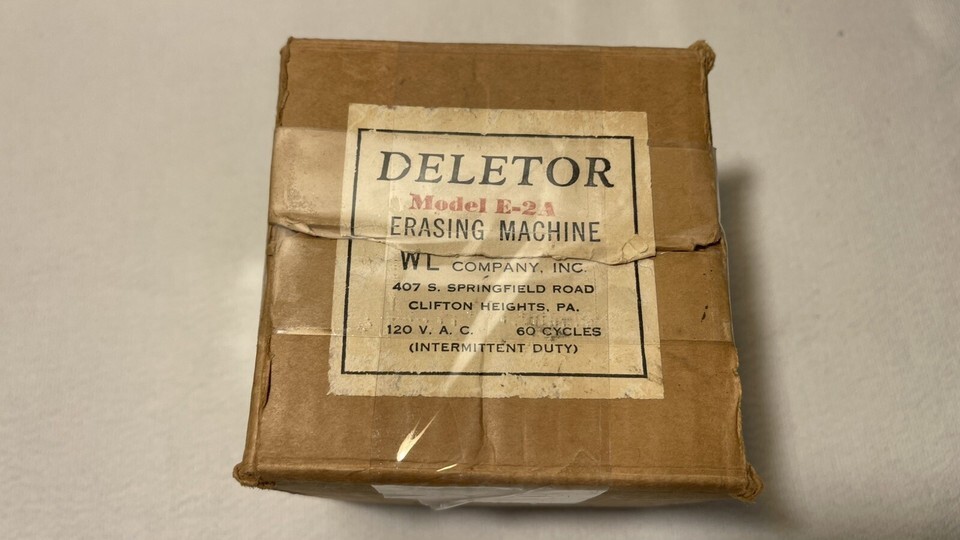 DELETOR
Model E-2A
ERASING MACHINE
WL COMPANY, INC.
407 S. SPRINGFIELD ROAD
CLIFTON HEIGHTS, PA.
120 V. A. C. 60 CYCLES
(INTERMITTENT DUTY)